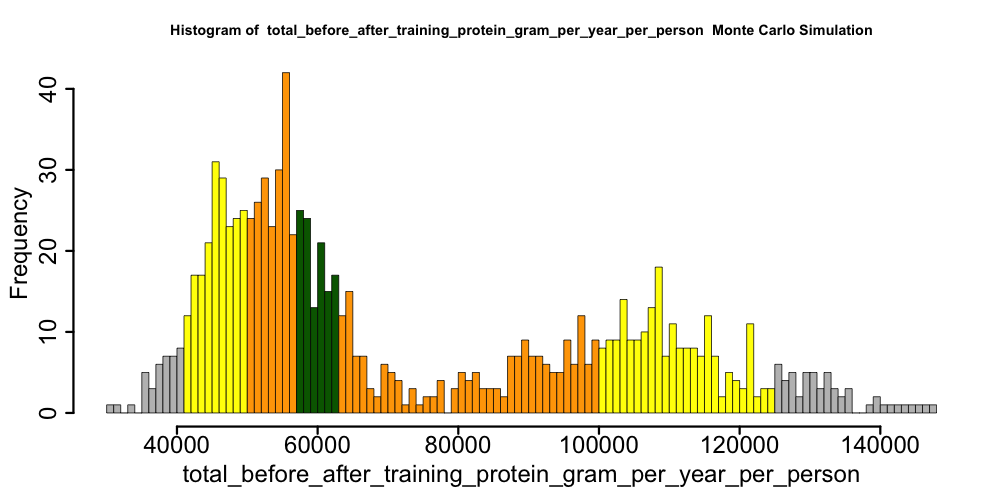 Histogram of total_before_after_training_protein_gram_per_year_per_person Monte Carlo Simulation
40
30
20
10
0
Frequency
40000 60000 80000 100000 120000 140000
total_before_after_training_protein_gram_per_year_per_person